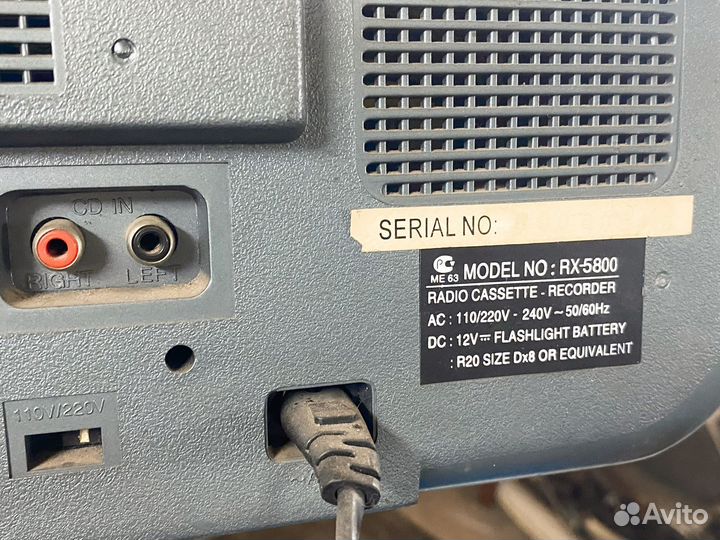 CD IN
RIGHT LEFT
SERIAL NO:
ME 63 MODEL NO : RX-5800
RADIO CASSETTE - RECORDER
AC : 110/220V - 240V ~ 50/60Hz
DC : 12V⎓ FLASHLIGHT BATTERY
: R20 SIZE Dx8 OR EQUIVALENT
110V/220V
Avito